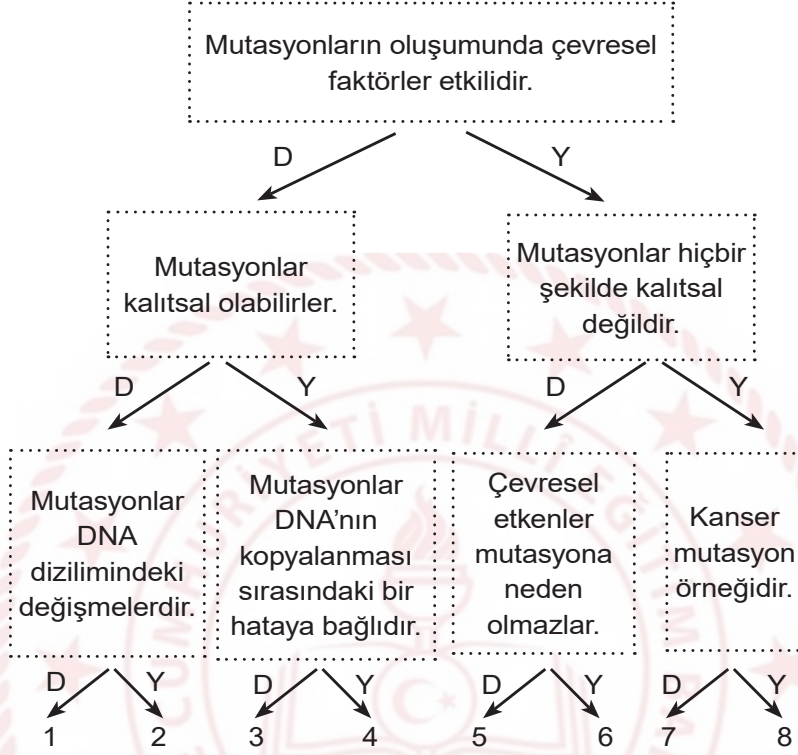 Mutasyonların oluşumunda çevresel
faktörler etkilidir.
D
Y
Mutasyonlar
kalıtsal olabilirler.
Mutasyonlar hiçbir
şekilde kalıtsal
değildir.
D
Y
D
Y
Mutasyonlar
DNA
dizilimindeki
değişmelerdir.
Mutasyonlar
DNA’nın
kopyalanması
sırasındaki bir
hataya bağlıdır.
Çevresel
etkenler
mutasyona
neden
olmazlar.
Kanser
mutasyon
örneğidir.
D
Y
D
Y
D
Y
D
Y
1
2
3
4
5
6
7
8